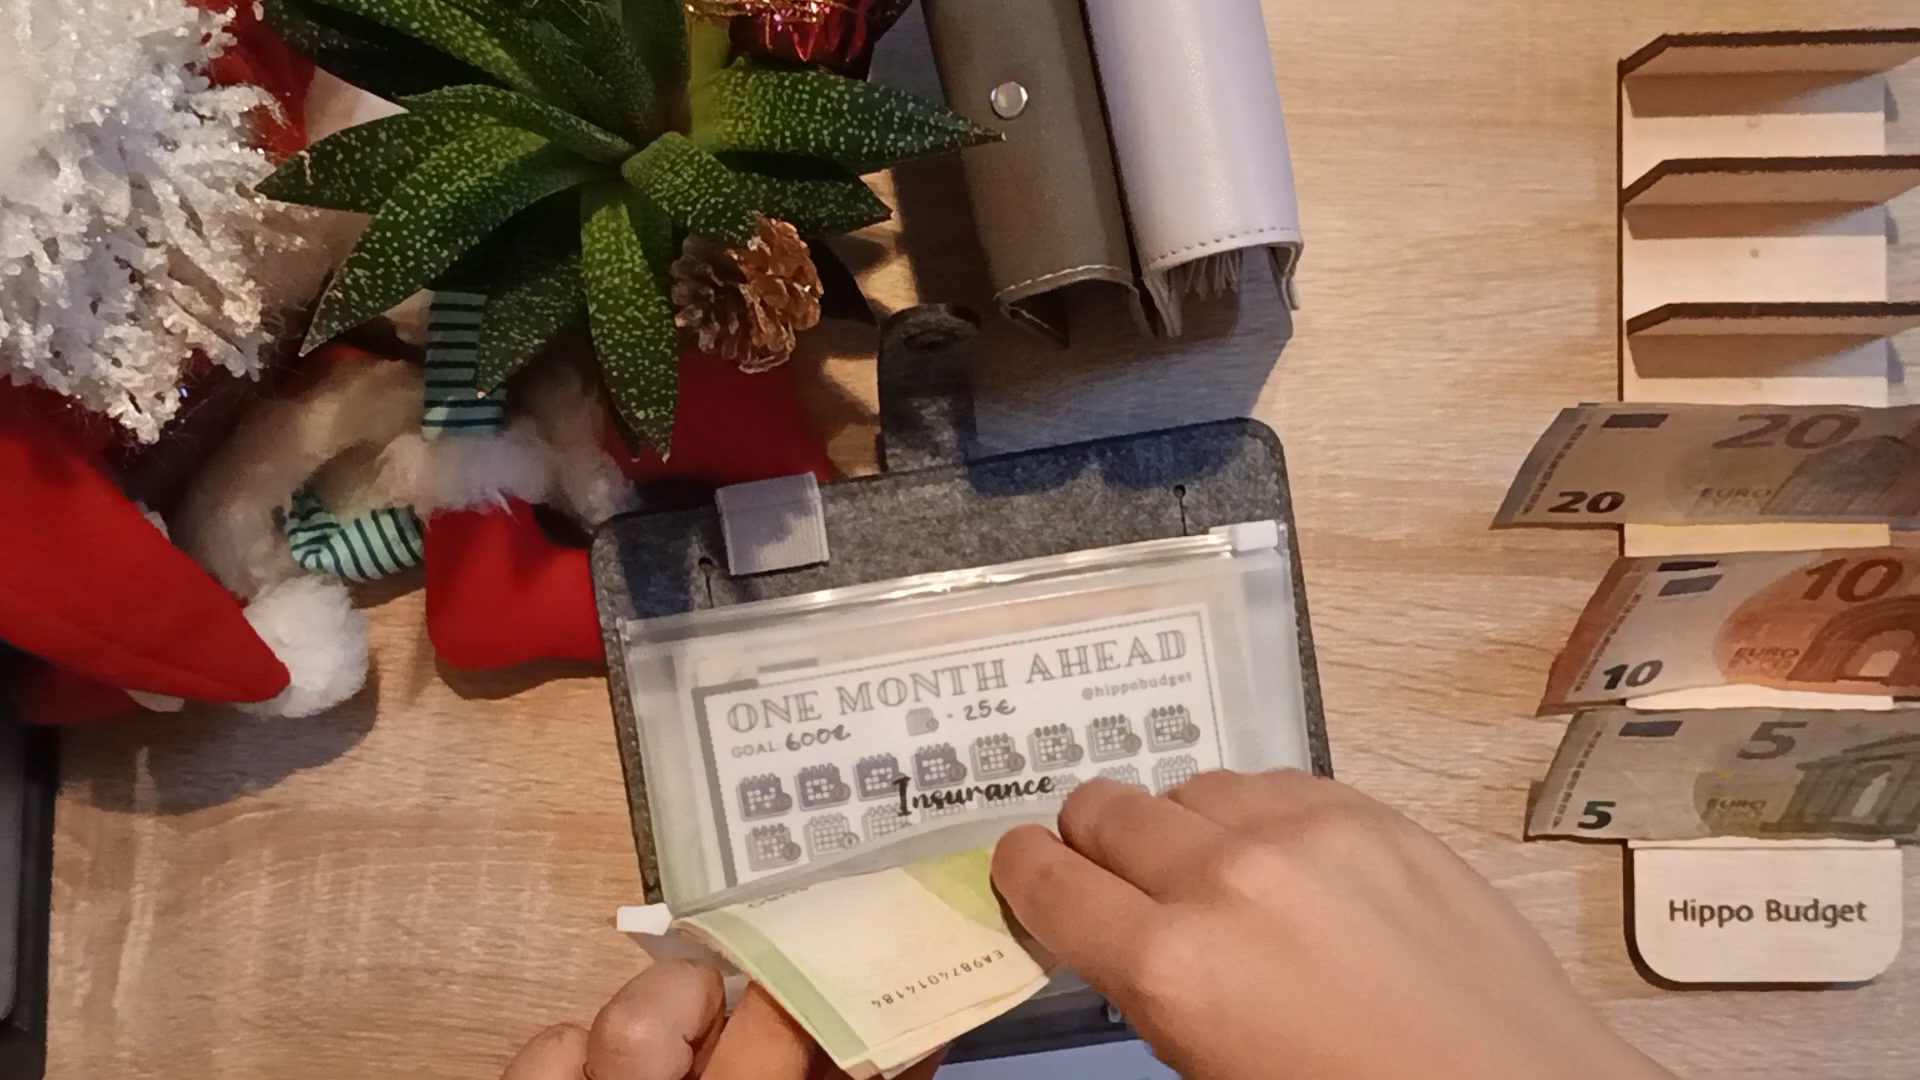 ONE MONTH AHEAD
@hippobudget
GOAL: 600€
- 25€
Insurance
EA9874014184
20
20
EURO
10
10
EURO
5
5
EURO
Hippo Budget